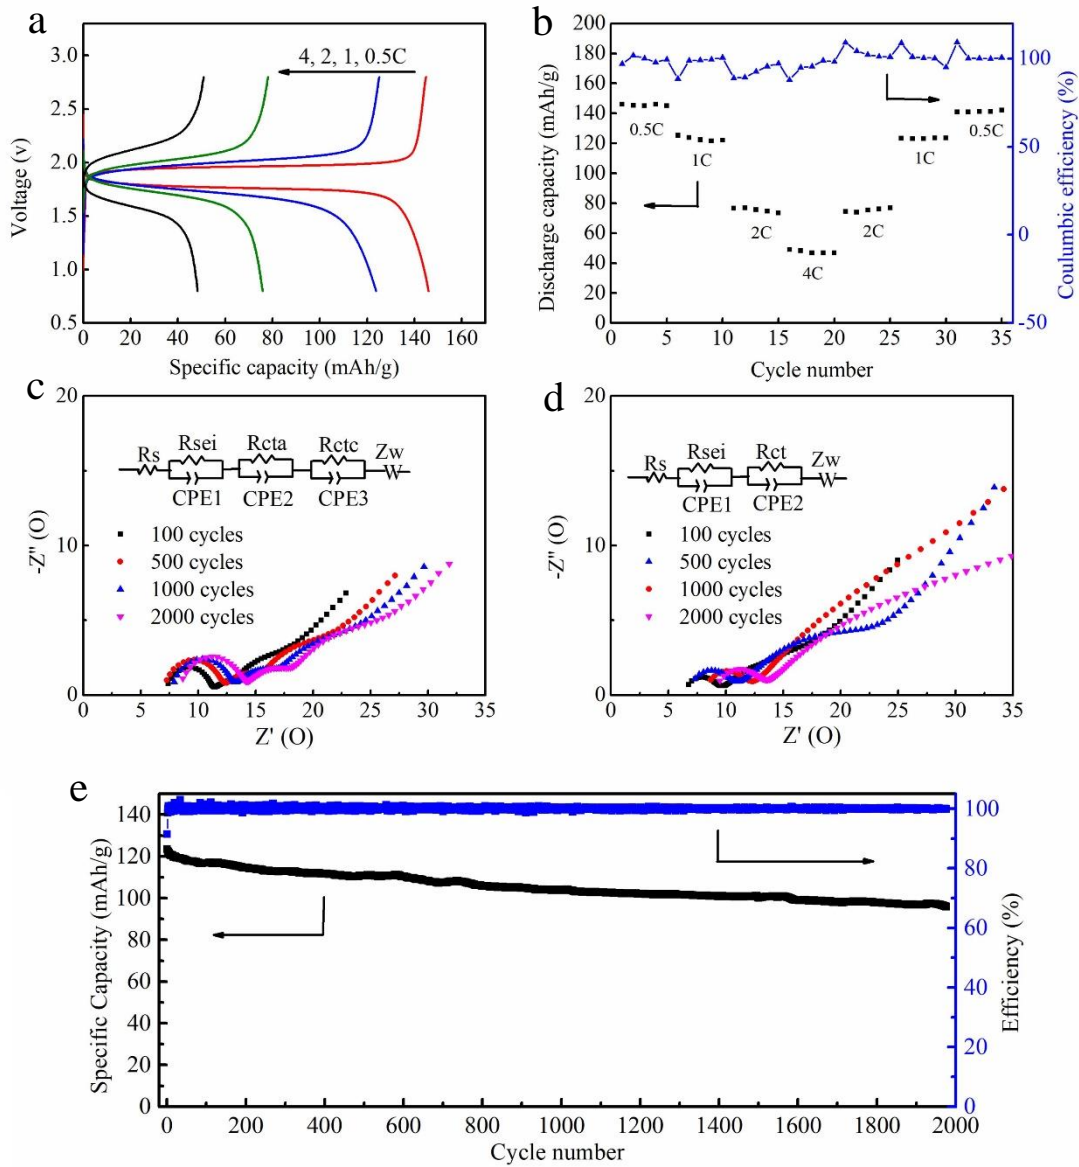 a
4, 2, 1, 0.5C
Voltage (v)
3.0
2.5
2.0
1.5
1.0
0.5
0 20 40 60 80 100 120 140 160
Specific capacity (mAh/g)
b
Discharge capacity (mAh/g)
200
180
160
140
120
100
80
60
40
20
0
0.5C
1C
2C
4C
2C
1C
0.5C
100
50
0
-50
Coulumbic efficiency (%)
0 5 10 15 20 25 30 35
Cycle number
c
-Z" (O)
20
10
0
Rs Rsei Rcta Rctc Zw
W
CPE1 CPE2 CPE3
100 cycles
500 cycles
1000 cycles
2000 cycles
0 5 10 15 20 25 30 35
Z' (O)
d
-Z" (O)
20
10
0
Rs Rsei Rct Zw
W
CPE1 CPE2
100 cycles
500 cycles
1000 cycles
2000 cycles
0 5 10 15 20 25 30 35
Z' (O)
e
Specific Capacity (mAh/g)
140
120
100
80
60
40
20
0
100
80
60
40
20
0
Efficiency (%)
0 200 400 600 800 1000 1200 1400 1600 1800 2000
Cycle number